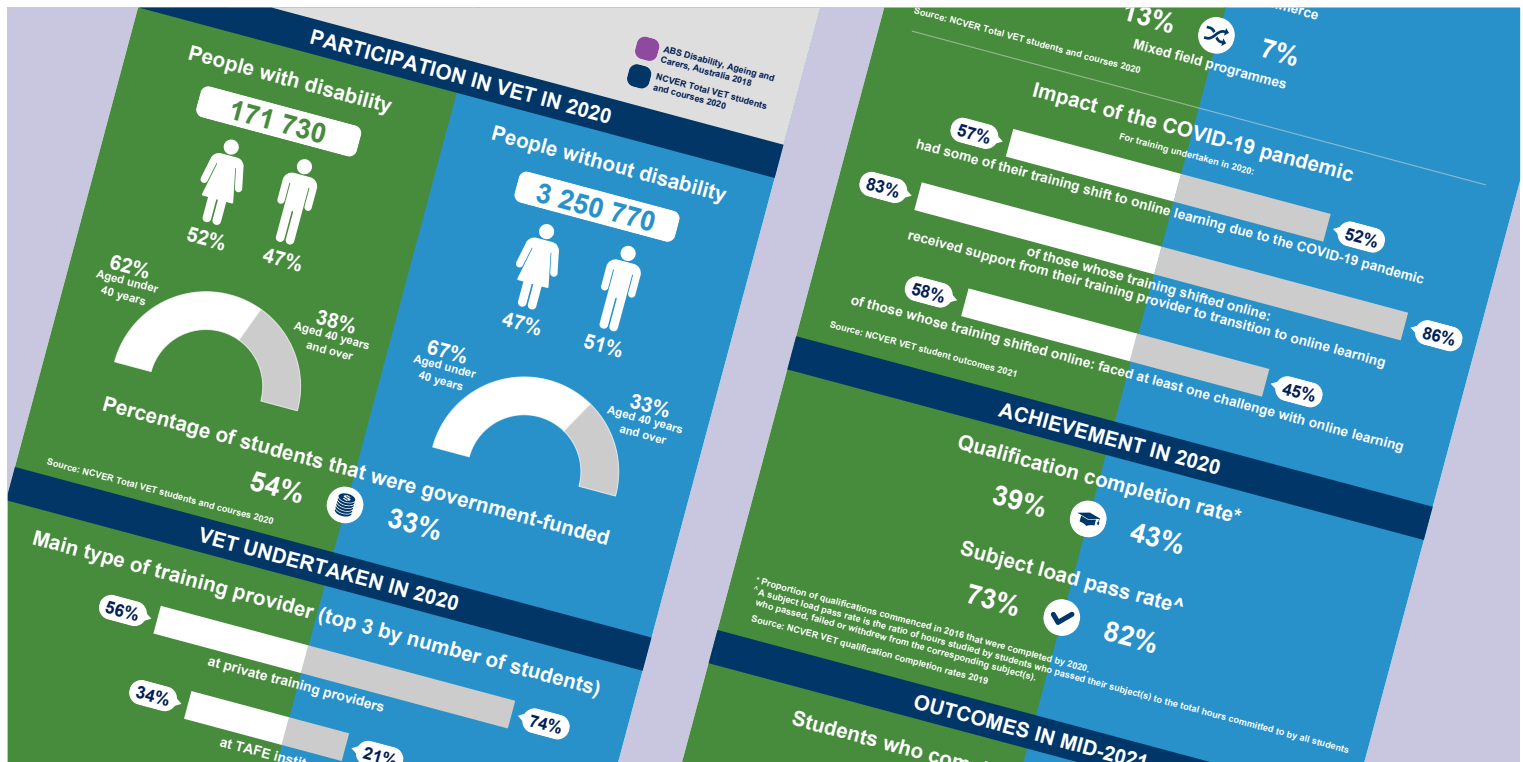 ABS Disability, Ageing and
Carers, Australia 2018
NCVER Total VET students
and courses 2020
PARTICIPATION IN VET IN 2020
People with disability
171 730
52%
47%
62%
Aged under
40 years
38%
Aged 40 years
and over
People without disability
3 250 770
47%
51%
67%
Aged under
40 years
33%
Aged 40 years
and over
Percentage of students that were government-funded
54%
33%
Source: NCVER Total VET students and courses 2020
VET UNDERTAKEN IN 2020
Main type of training provider (top 3 by number of students)
56%
74%
at private training providers
34%
21%
at TAFE
13%
7%
Mixed field programmes
Source: NCVER Total VET students and courses 2020
Impact of the COVID-19 pandemic
For training undertaken in 2020:
57%
52%
had some of their training shift to online learning due to the COVID-19 pandemic
83%
86%
of those whose training shifted online:
received support from their training provider to transition to online learning
58%
45%
of those whose training shifted online: faced at least one challenge with online learning
Source: NCVER VET student outcomes 2021
ACHIEVEMENT IN 2020
Qualification completion rate*
39%
43%
Subject load pass rate^
73%
82%
* Proportion of qualifications commenced in 2016 that were completed by 2020.
^ A subject load pass rate is the ratio of hours studied by students who passed their subject(s) to the total hours committed to by all students
who passed, failed or withdrew from the corresponding subject(s).
Source: NCVER VET qualification completion rates 2019
OUTCOMES IN MID-2021
Students who